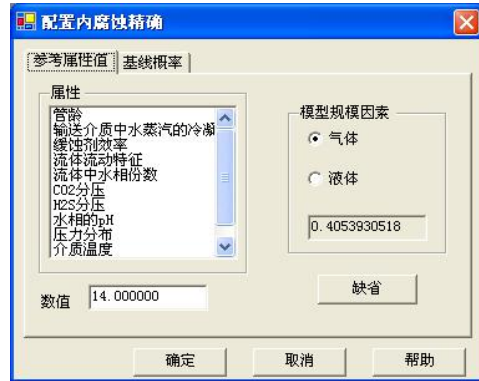 配置内腐蚀精确
参考属性值 基线概率
属性
管龄
输送介质中水蒸汽的冷凝
缓蚀剂效率
流体流动特征
流体中水相份数
CO2分压
H2S分压
水相的pH
压力分布
介质温度
数值 14.000000
模型规模因素
气体
液体
0.4053930518
缺省
确定 取消 帮助